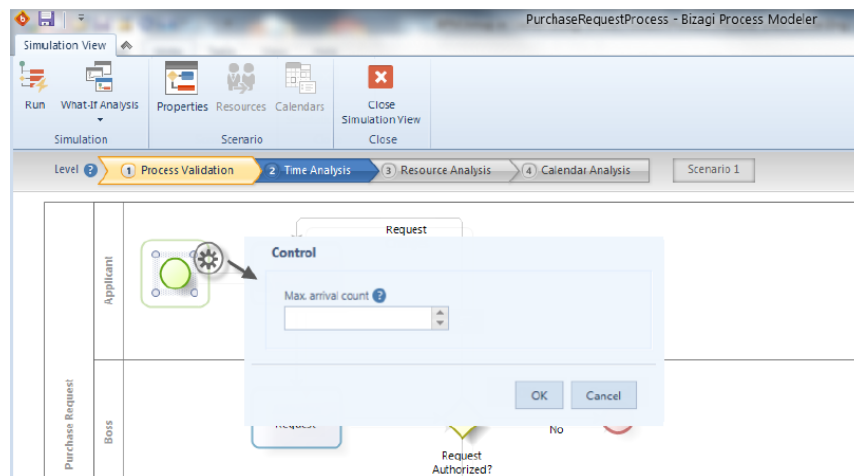 PurchaseRequestProcess - Bizagi Process Modeler
Simulation View
Run What-If Analysis Properties Resources Calendars Close Simulation View
Simulation Scenario Close
Level ? 1 Process Validation 2 Time Analysis 3 Resource Analysis 4 Calendar Analysis Scenario 1
Purchase Request
Applicant
Request
Control
Max. arrival count ?
OK Cancel
Boss
Request
No
Request
Authorized?